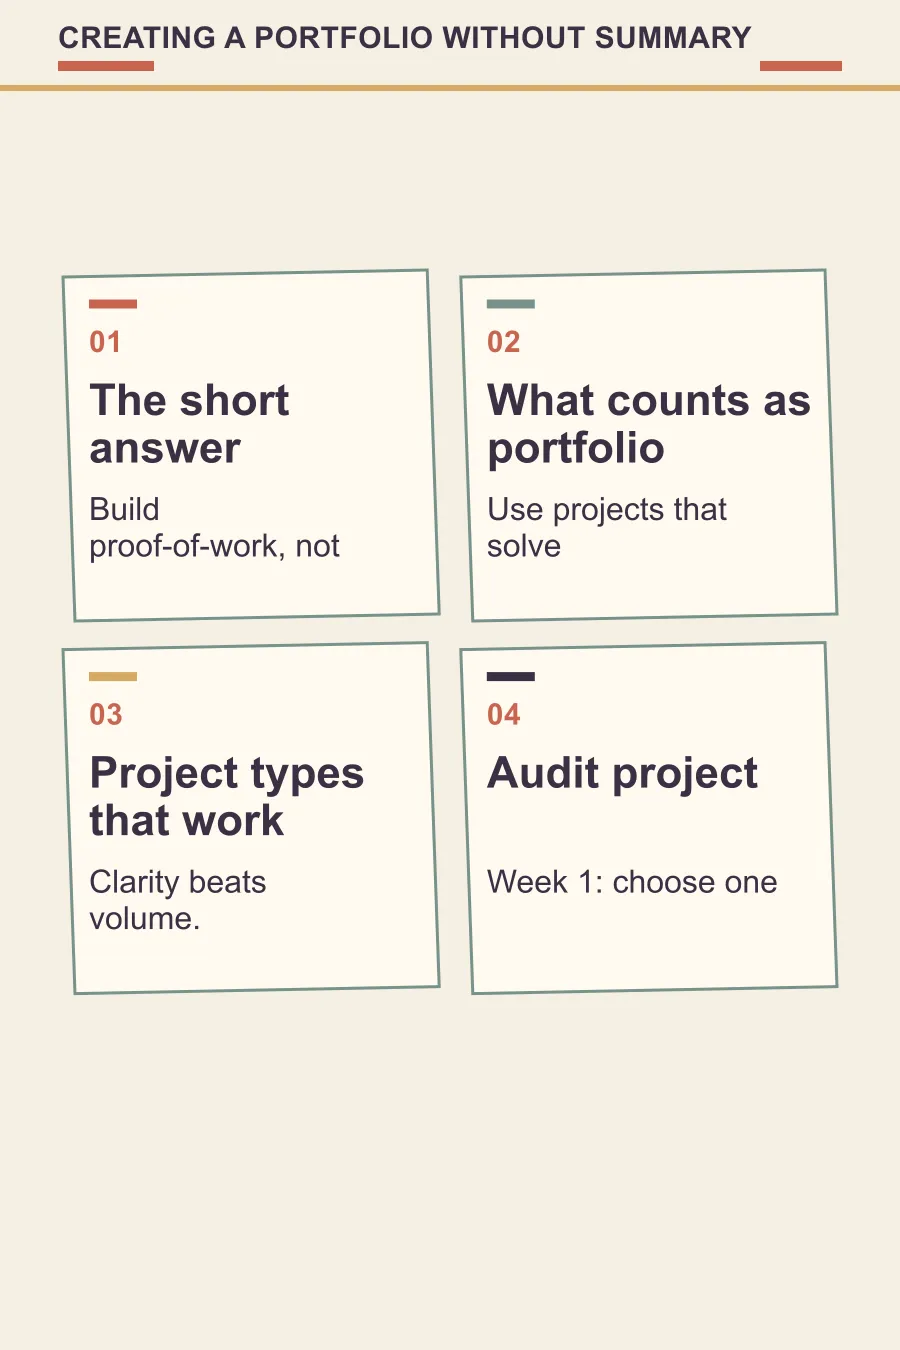 CREATING A PORTFOLIO WITHOUT SUMMARY
01
The short
answer
Build
proof-of-work, not
02
What counts as
portfolio
Use projects that
solve
03
Project types
that work
Clarity beats
volume.
04
Audit project
Week 1: choose one